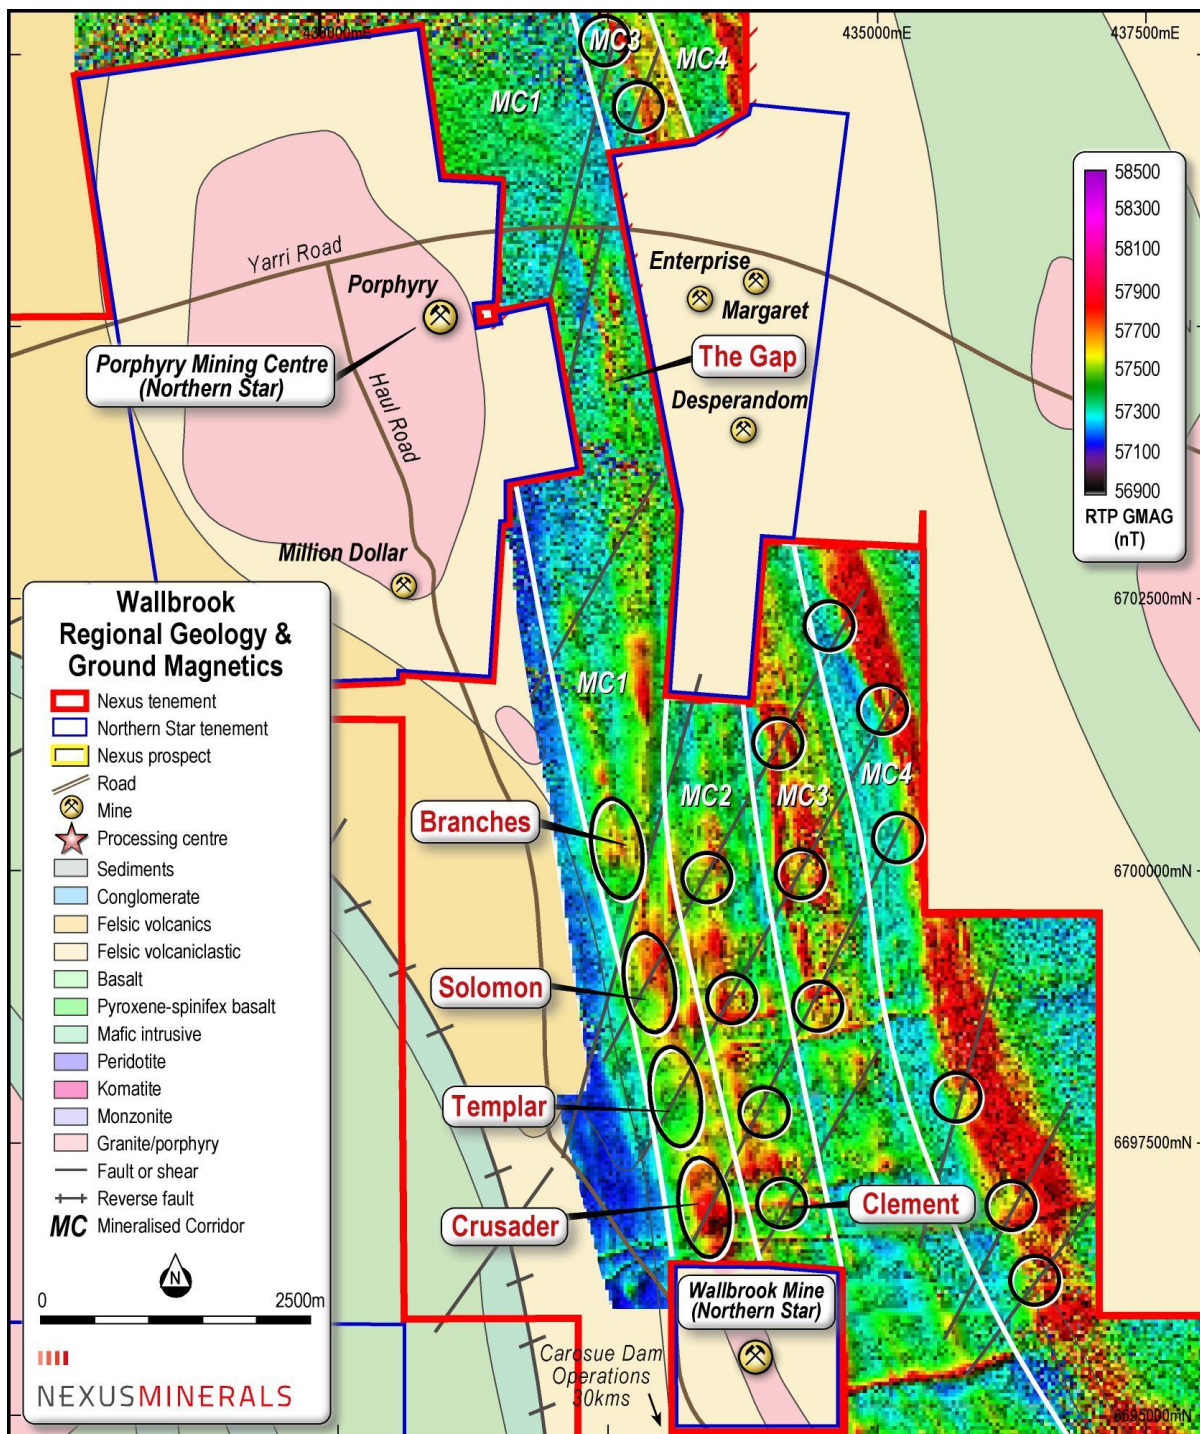 430000mE
435000mE
437500mE
MC3
MC4
MC1
58500
58300
58100
57900
57700
57500
57300
57100
56900
RTP GMAG
(nT)
Yarri Road
Porphyry
Enterprise
Margaret
Porphyry Mining Centre
(Northern Star)
The Gap
Haul Road
Desperandom
Million Dollar
6702500mN
Wallbrook
Regional Geology &
Ground Magnetics
Nexus tenement
Northern Star tenement
Nexus prospect
Road
Mine
Processing centre
Sediments
Conglomerate
Felsic volcanics
Felsic volcaniclastic
Basalt
Pyroxene-spinifex basalt
Mafic intrusive
Peridotite
Komatite
Monzonite
Granite/porphyry
Fault or shear
Reverse fault
MC Mineralised Corridor
N
0 2500m
NEXUSMINERALS
MC1
MC2
MC3
MC4
Branches
6700000mN
Solomon
Templar
6697500mN
Crusader
Clement
Wallbrook Mine
(Northern Star)
Carosue Dam
Operations
30kms
6695000mN